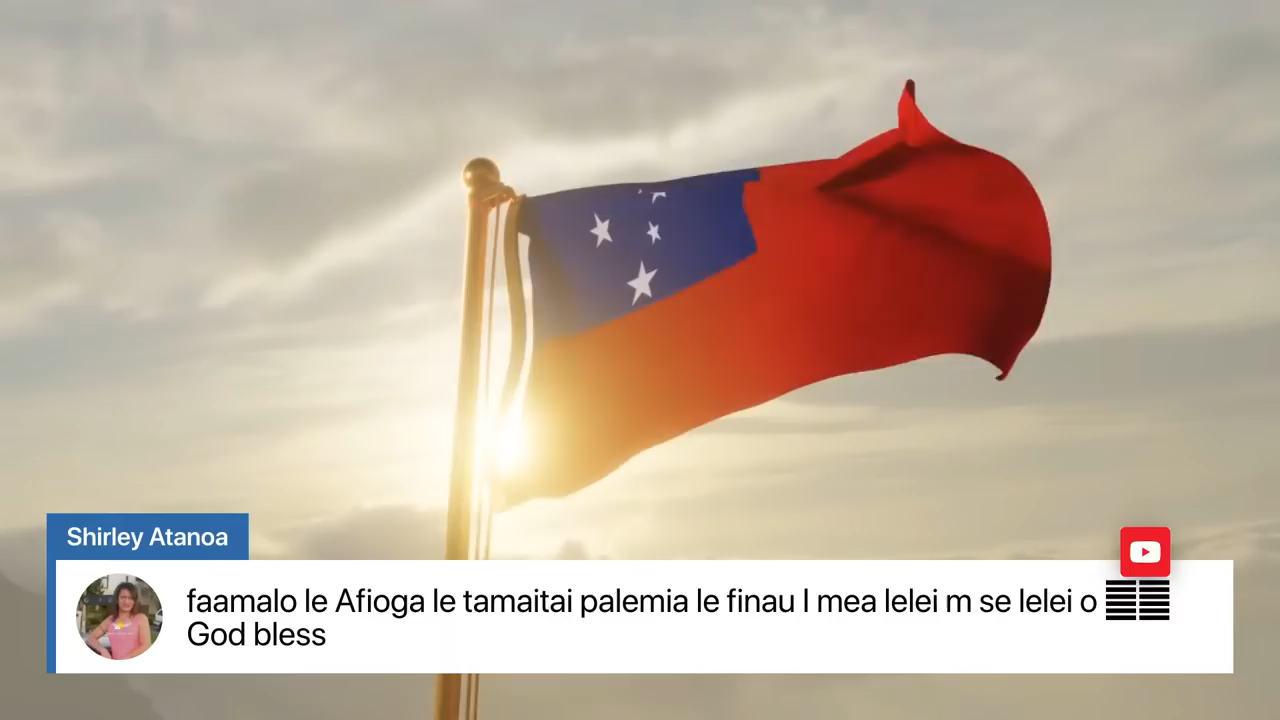 Shirley Atanoa
faamalo le Afioga le tamaitai palemia le finau I mea lelei m se lelei o
God bless